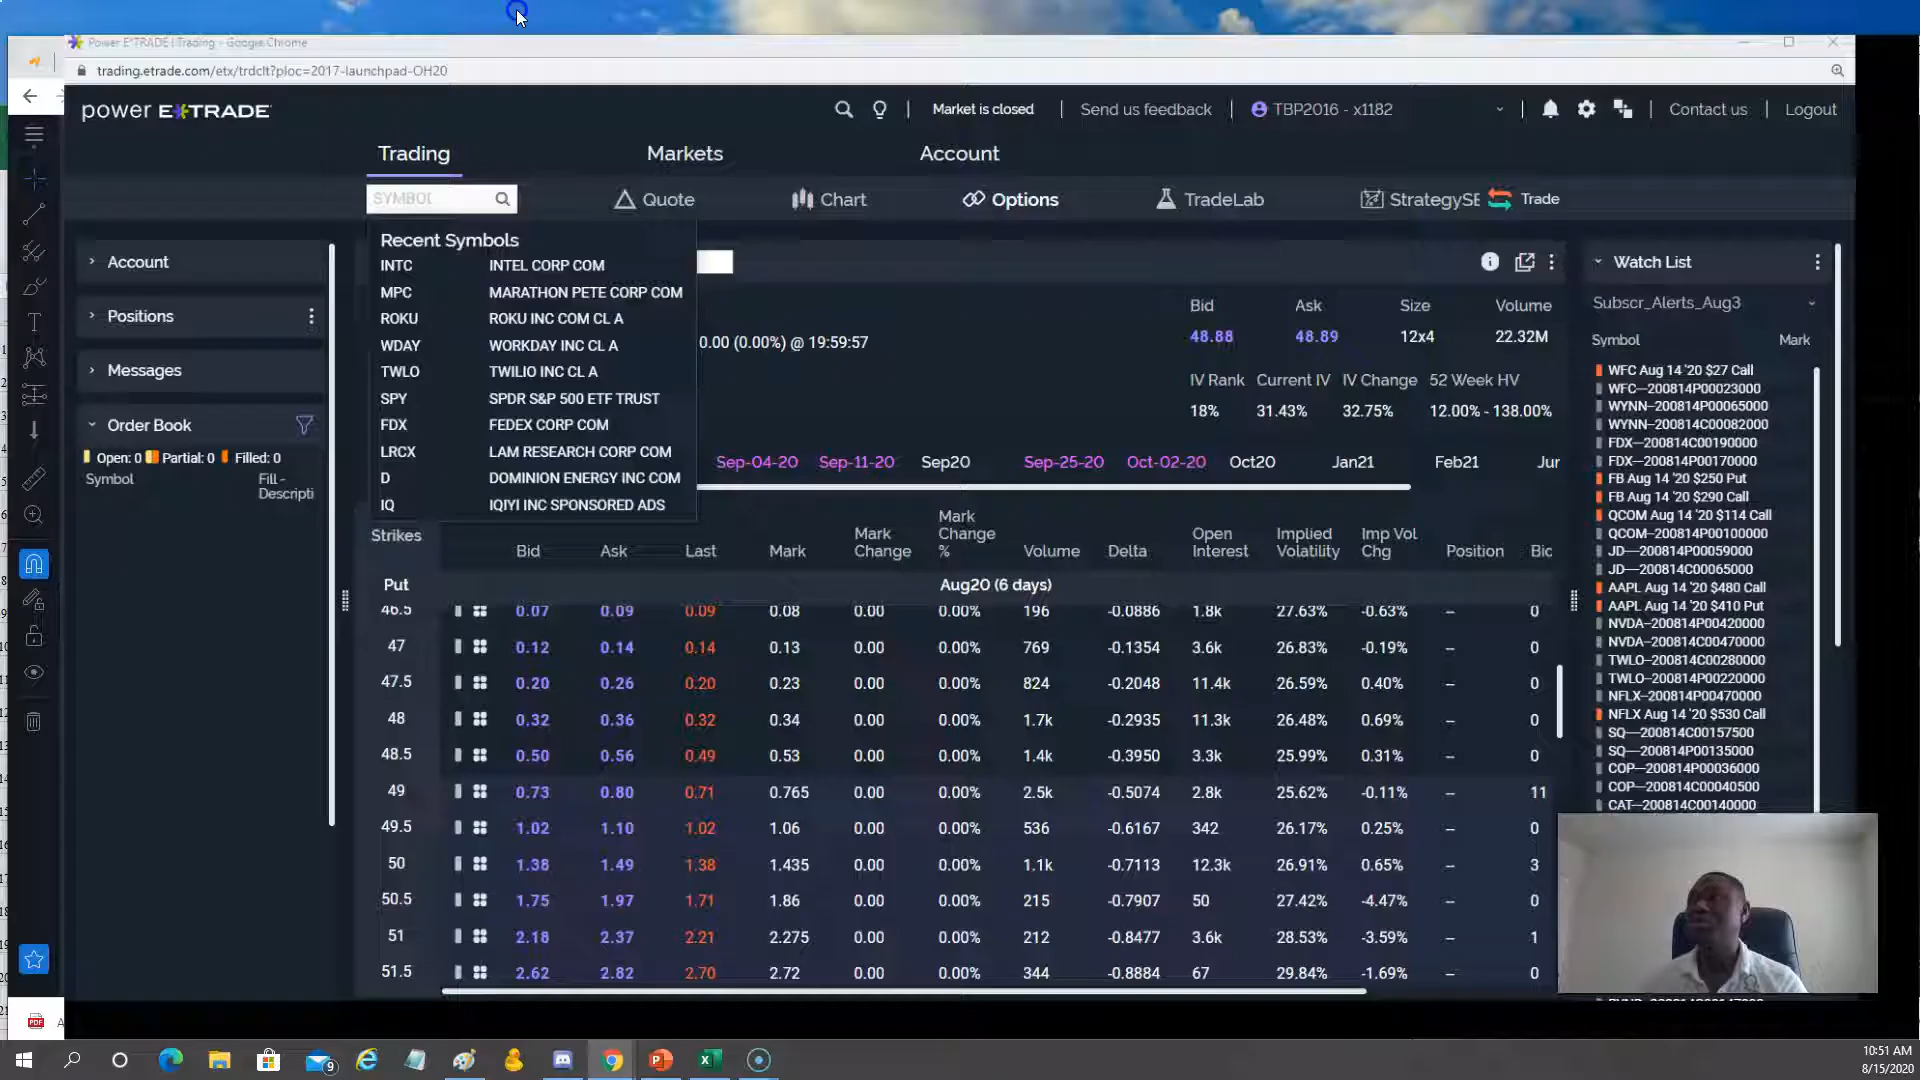 Power E*TRADE | Trading - Google Chrome
trading.etrade.com/etx/trdclt?ploc=2017-launchpad-OH20
power E*TRADE
Market is closed
Send us feedback
TBP2016 - x1182
Contact us
Logout
Trading
Markets
Account
SYMBOL
Quote
Chart
Options
TradeLab
StrategySE
Trade
Account
Positions
Messages
Order Book
Open: 0 Partial: 0 Filled: 0
Symbol
Fill -
Descripti
Recent Symbols
INTC INTEL CORP COM
MPC MARATHON PETE CORP COM
ROKU ROKU INC COM CL A
WDAY WORKDAY INC CL A
TWLO TWILIO INC CL A
SPY SPDR S&P 500 ETF TRUST
FDX FEDEX CORP COM
LRCX LAM RESEARCH CORP COM
D DOMINION ENERGY INC COM
IQ IQIYI INC SPONSORED ADS
0.00 (0.00%) @ 19:59:57
Bid Ask Size Volume
48.88 48.89 12x4 22.32M
IV Rank Current IV IV Change 52 Week HV
18% 31.43% 32.75% 12.00% - 138.00%
Sep-04-20 Sep-11-20 Sep20 Sep-25-20 Oct-02-20 Oct20 Jan21 Feb21 Jur
Strikes Bid Ask Last Mark Mark Change Mark Change % Volume Delta Open Interest Implied Volatility Imp Vol Chg Position Bid
Put Aug20 (6 days)
46.5 0.07 0.09 0.09 0.08 0.00 0.00% 196 -0.0886 1.8k 27.63% -0.63% -- 0
47 0.12 0.14 0.14 0.13 0.00 0.00% 769 -0.1354 3.6k 26.83% -0.19% -- 0
47.5 0.20 0.26 0.20 0.23 0.00 0.00% 824 -0.2048 11.4k 26.59% 0.40% -- 0
48 0.32 0.36 0.32 0.34 0.00 0.00% 1.7k -0.2935 11.3k 26.48% 0.69% -- 0
48.5 0.50 0.56 0.49 0.53 0.00 0.00% 1.4k -0.3950 3.3k 25.99% 0.31% -- 0
49 0.73 0.80 0.71 0.765 0.00 0.00% 2.5k -0.5074 2.8k 25.62% -0.11% -- 11
49.5 1.02 1.10 1.02 1.06 0.00 0.00% 536 -0.6167 342 26.17% 0.25% -- 0
50 1.38 1.49 1.38 1.435 0.00 0.00% 1.1k -0.7113 12.3k 26.91% 0.65% -- 3
50.5 1.75 1.97 1.71 1.86 0.00 0.00% 215 -0.7907 50 27.42% -4.47% -- 0
51 2.18 2.37 2.21 2.275 0.00 0.00% 212 -0.8477 3.6k 28.53% -3.59% -- 1
51.5 2.62 2.82 2.70 2.72 0.00 0.00% 344 -0.8884 67 29.84% -1.69% -- 0
Watch List
Subscr_Alerts_Aug3
Symbol Mark
WFC Aug 14 '20 $27 Call
WFC--200814P00023000
WYNN--200814P00065000
WYNN--200814C00082000
FDX--200814C00190000
FDX--200814P00170000
FB Aug 14 '20 $250 Put
FB Aug 14 '20 $290 Call
QCOM Aug 14 '20 $114 Call
QCOM--200814P00100000
JD--200814P00059000
JD--200814C00065000
AAPL Aug 14 '20 $480 Call
AAPL Aug 14 '20 $410 Put
NVDA--200814P00420000
NVDA--200814C00470000
TWLO--200814C00280000
TWLO--200814P00220000
NFLX--200814P00470000
NFLX Aug 14 '20 $530 Call
SQ--200814C00157500
SQ--200814P00135000
COP--200814P00036000
COP--200814C00040500
CAT--200814C00140000
9
10:51 AM
8/15/2020